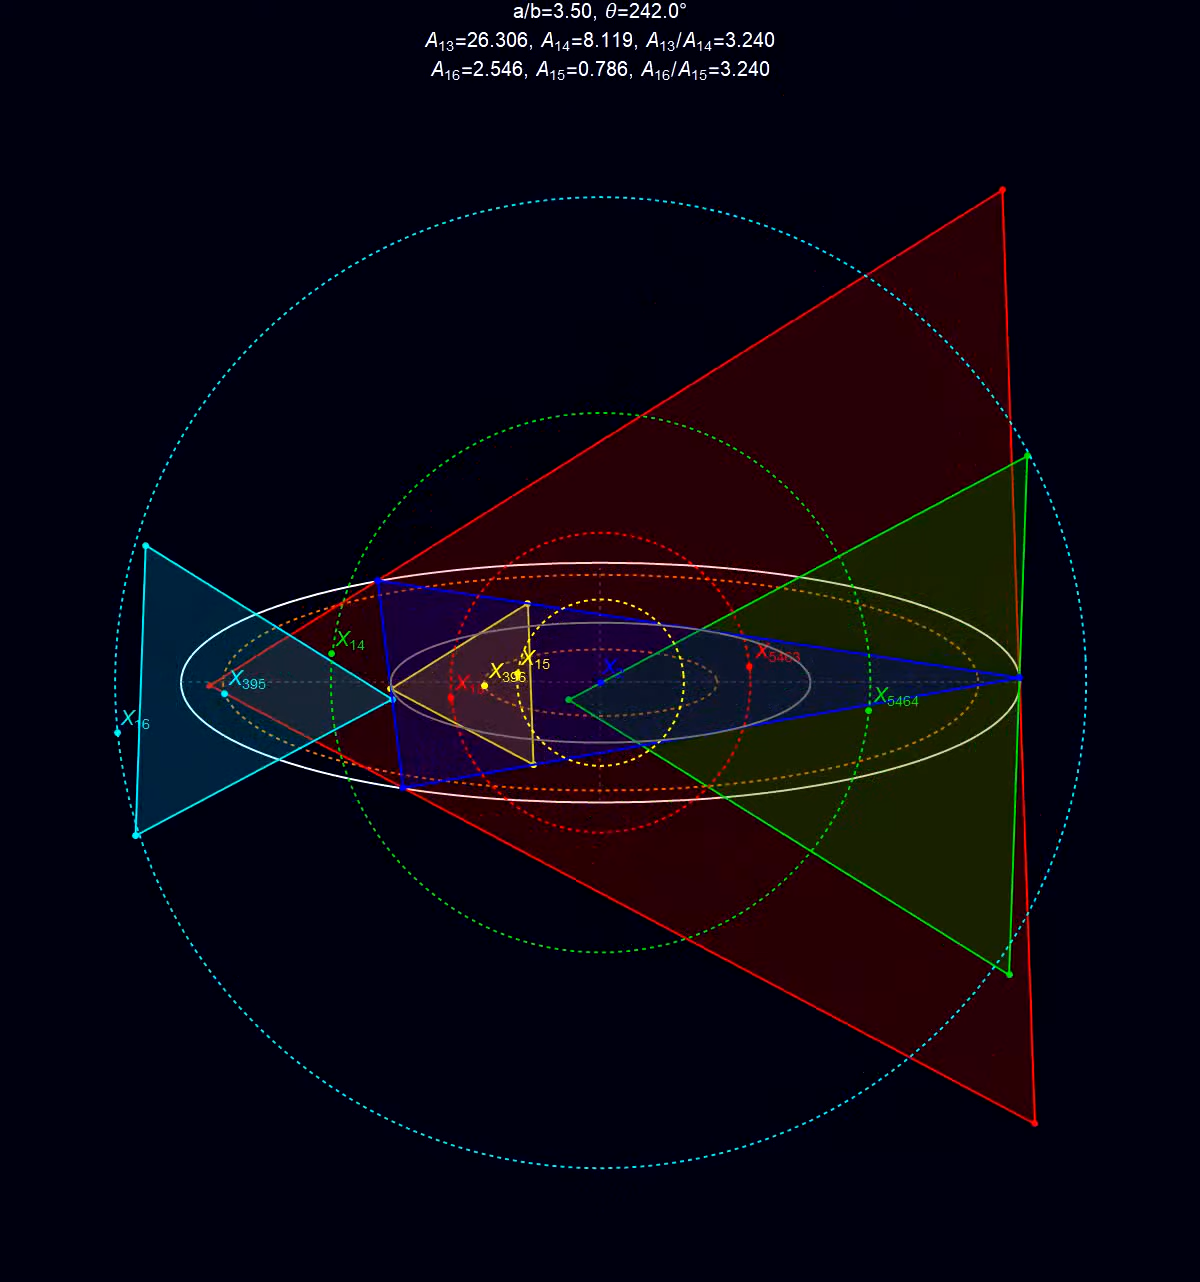 a/b=3.50, θ=242.0°
A₁₃=26.306, A₁₄=8.119, A₁₃/A₁₄=3.240
A₁₆=2.546, A₁₅=0.786, A₁₆/A₁₅=3.240
X₁₄
X₁₅
X₅₄₆₃
X₃₉₅
X₃₉₆
X₅₄₆₄
X₁₆